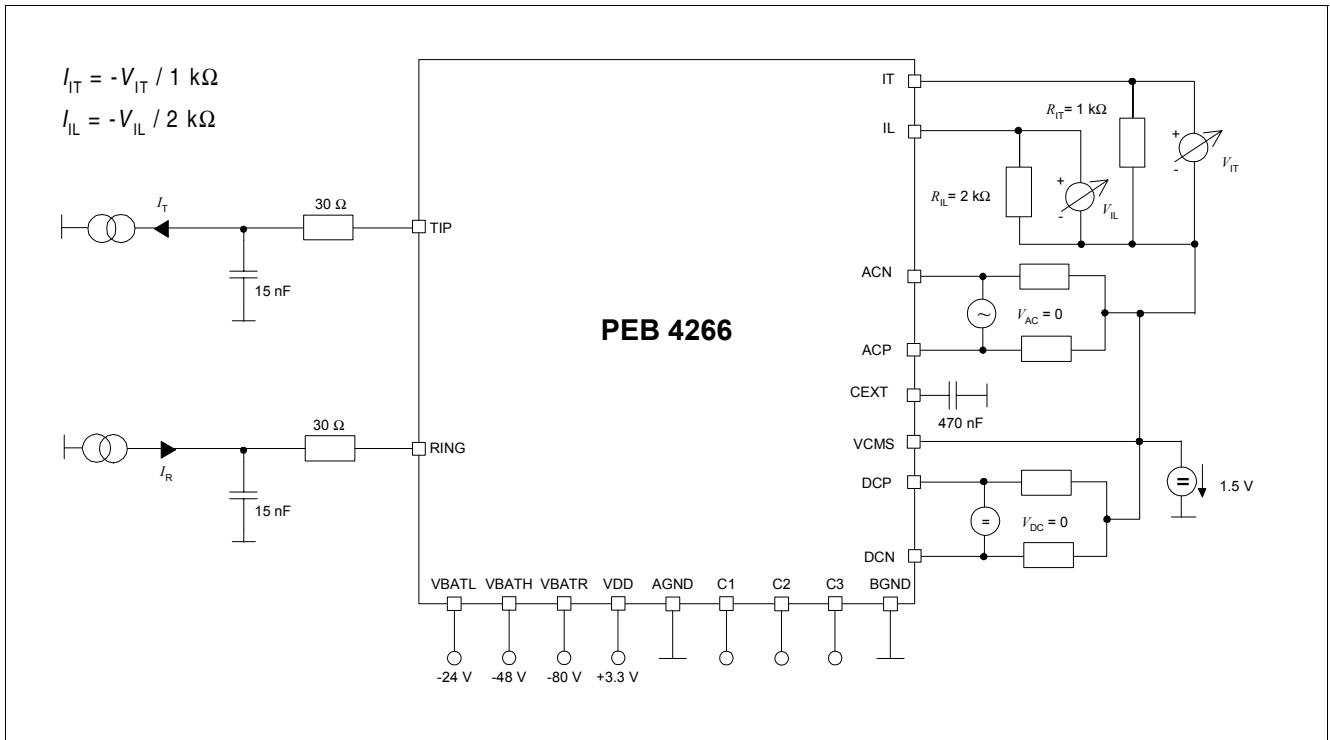 I_IT = -V_IT / 1 kΩ
I_IL = -V_IL / 2 kΩ
I_T
30 Ω
TIP
15 nF
I_R
30 Ω
RING
15 nF
PEB 4266
IT
IL
R_IT= 1 kΩ
+
-
V_IT
R_IL= 2 kΩ
+
-
V_IL
ACN
~
V_AC = 0
ACP
CEXT
470 nF
VCMS
=
1.5 V
DCP
=
V_DC = 0
DCN
VBATL VBATH VBATR VDD AGND C1 C2 C3 BGND
-24 V -48 V -80 V +3.3 V